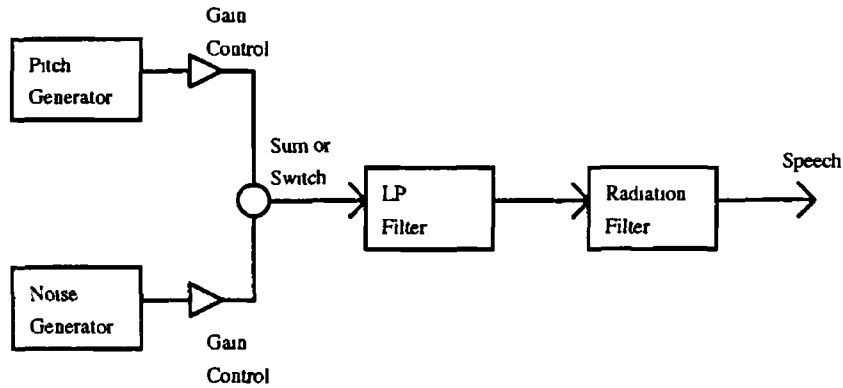 Gain
Control
Pitch
Generator
Sum or
Switch
Speech
LP
Filter
Radiation
Filter
Noise
Generator
Gain
Control